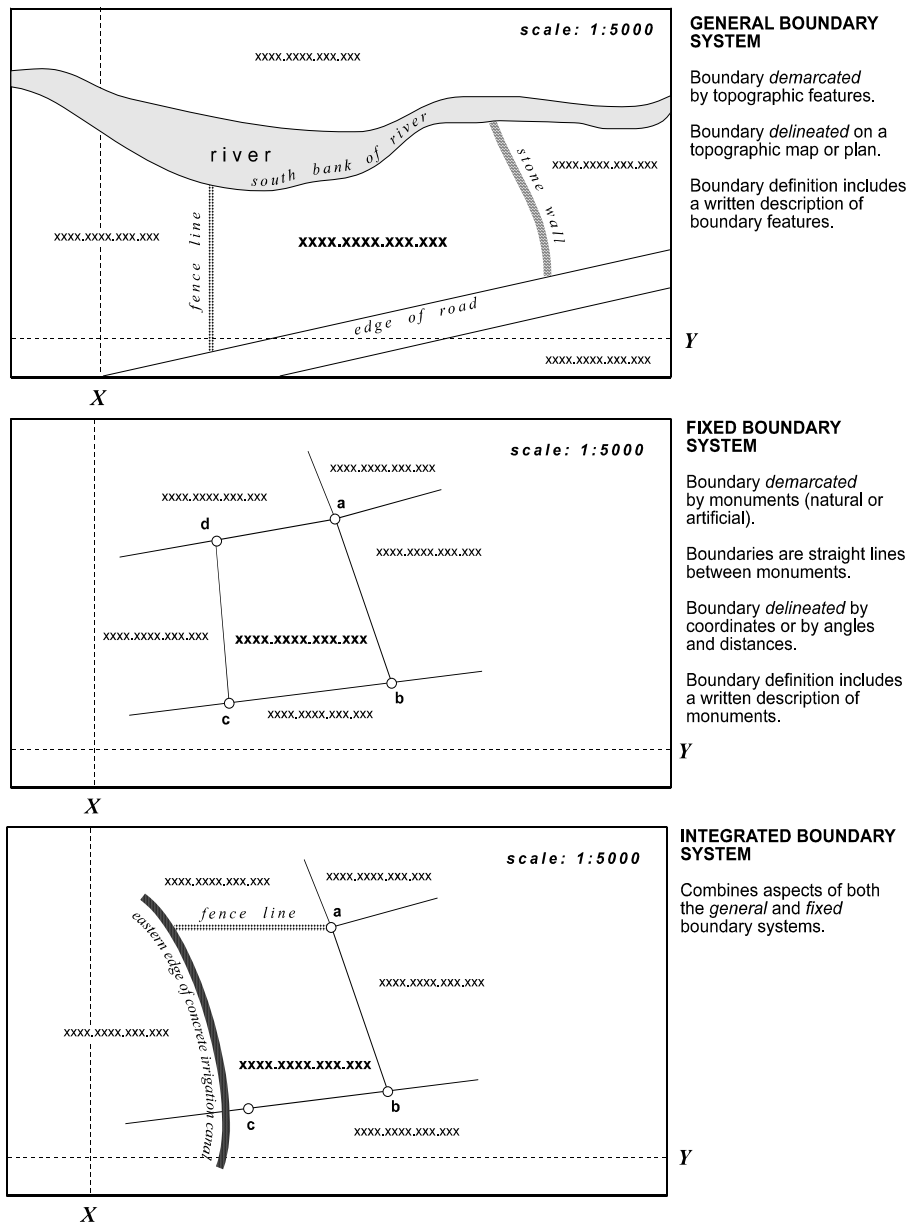 scale: 1:5000
xxxx.xxxx.xxx.xxx
river
south bank of river
stone wall
xxxx.xxxx.xxx.xxx
xxxx.xxxx.xxx.xxx
fence line
xxxx.xxxx.xxx.xxx
edge of road
xxxx.xxxx.xxx.xxx
Y
X
GENERAL BOUNDARY
SYSTEM
Boundary demarcated
by topographic features.
Boundary delineated on a
topographic map or plan.
Boundary definition includes
a written description of
boundary features.
scale: 1:5000
xxxx.xxxx.xxx.xxx
xxxx.xxxx.xxx.xxx
a
d
xxxx.xxxx.xxx.xxx
xxxx.xxxx.xxx.xxx
xxxx.xxxx.xxx.xxx
b
c
xxxx.xxxx.xxx.xxx
Y
X
FIXED BOUNDARY
SYSTEM
Boundary demarcated
by monuments (natural or
artificial).
Boundaries are straight lines
between monuments.
Boundary delineated by
coordinates or by angles
and distances.
Boundary definition includes
a written description of
monuments.
scale: 1:5000
xxxx.xxxx.xxx.xxx
xxxx.xxxx.xxx.xxx
fence line
a
eastern edge of concrete irrigation canal
xxxx.xxxx.xxx.xxx
xxxx.xxxx.xxx.xxx
xxxx.xxxx.xxx.xxx
b
c
xxxx.xxxx.xxx.xxx
Y
X
INTEGRATED BOUNDARY
SYSTEM
Combines aspects of both
the general and fixed
boundary systems.